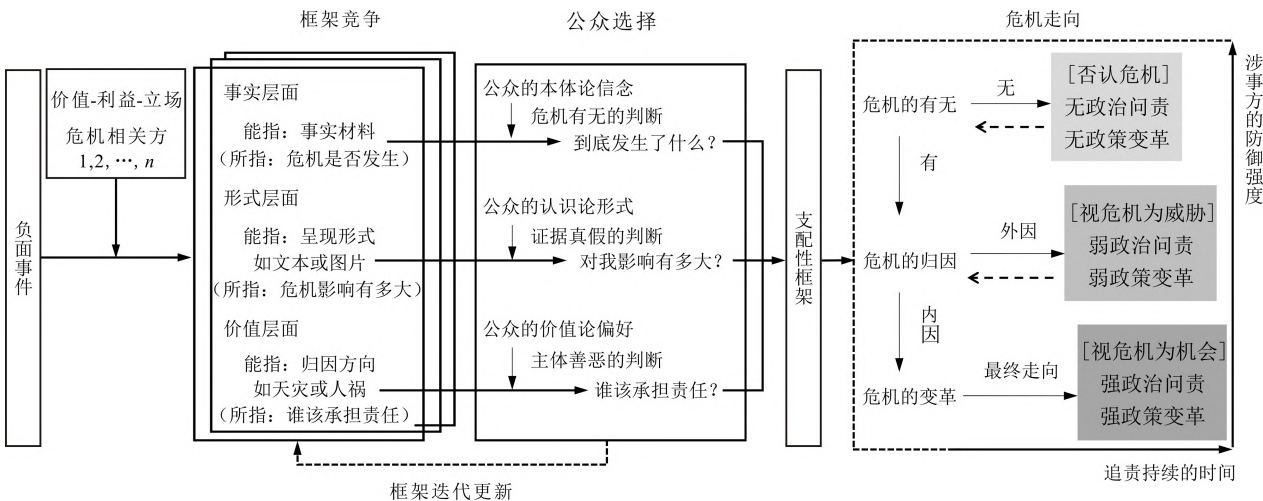 框架竞争
公众选择
危机走向
负面事件
价值-利益-立场
危机相关方
1,2, …, n
事实层面
能指：事实材料
（所指：危机是否发生）
形式层面
能指：呈现形式
如文本或图片
（所指：危机影响有多大）
价值层面
能指：归因方向
如天灾或人祸
（所指：谁该承担责任）
公众的本体论信念
危机有无的判断
到底发生了什么？
公众的认识论形式
证据真假的判断
对我影响有多大？
公众的价值论偏好
主体善恶的判断
谁该承担责任？
框架迭代更新
支配性框架
危机的有无
无
[否认危机]
无政治问责
无政策变革
有
危机的归因
外因
[视危机为威胁]
弱政治问责
弱政策变革
内因
危机的变革
最终走向
[视危机为机会]
强政治问责
强政策变革
涉事方的防御强度
追责持续的时间